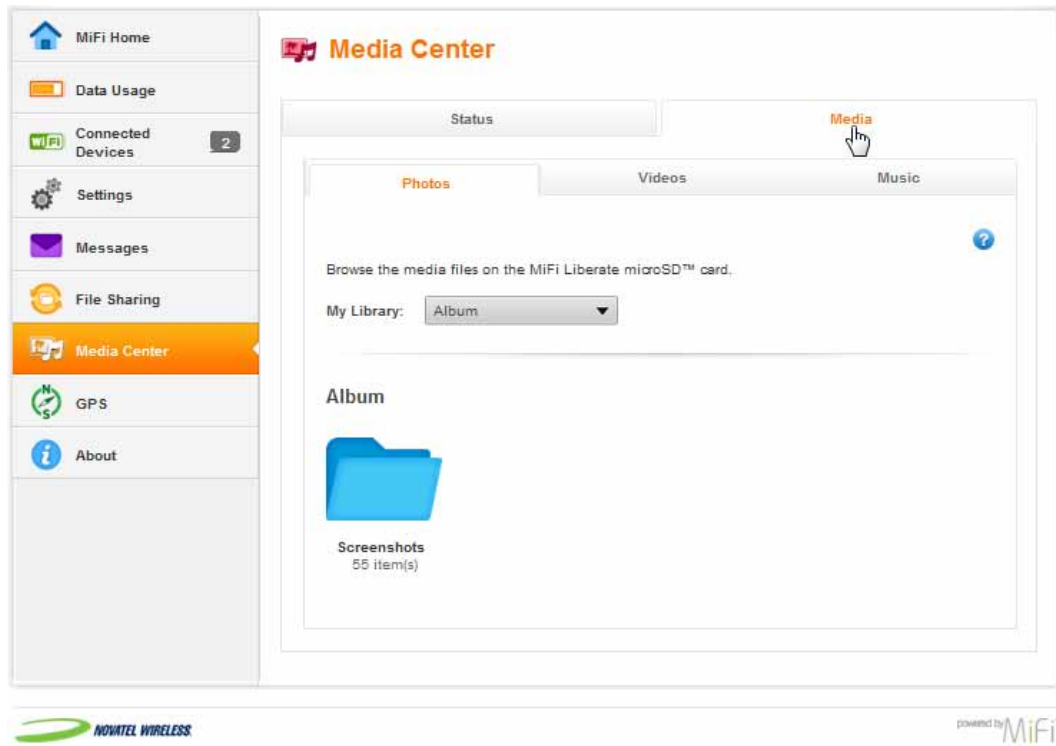 MiFi Home
Data Usage
Connected
Devices
2
Settings
Messages
File Sharing
Media Center
GPS
About
Media Center
Status
Media
Photos
Videos
Music
?
Browse the media files on the MiFi Liberate microSD™ card.
My Library: Album
Album
Screenshots
55 item(s)
NOVATEL WIRELESS
powered by MiFi